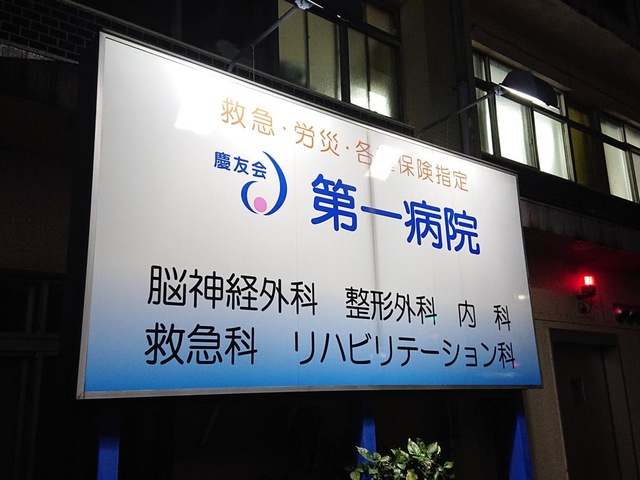 救急・労災・各種保険指定
慶友会
第一病院
脳神経外科 整形外科 内科
救急科 リハビリテーション科